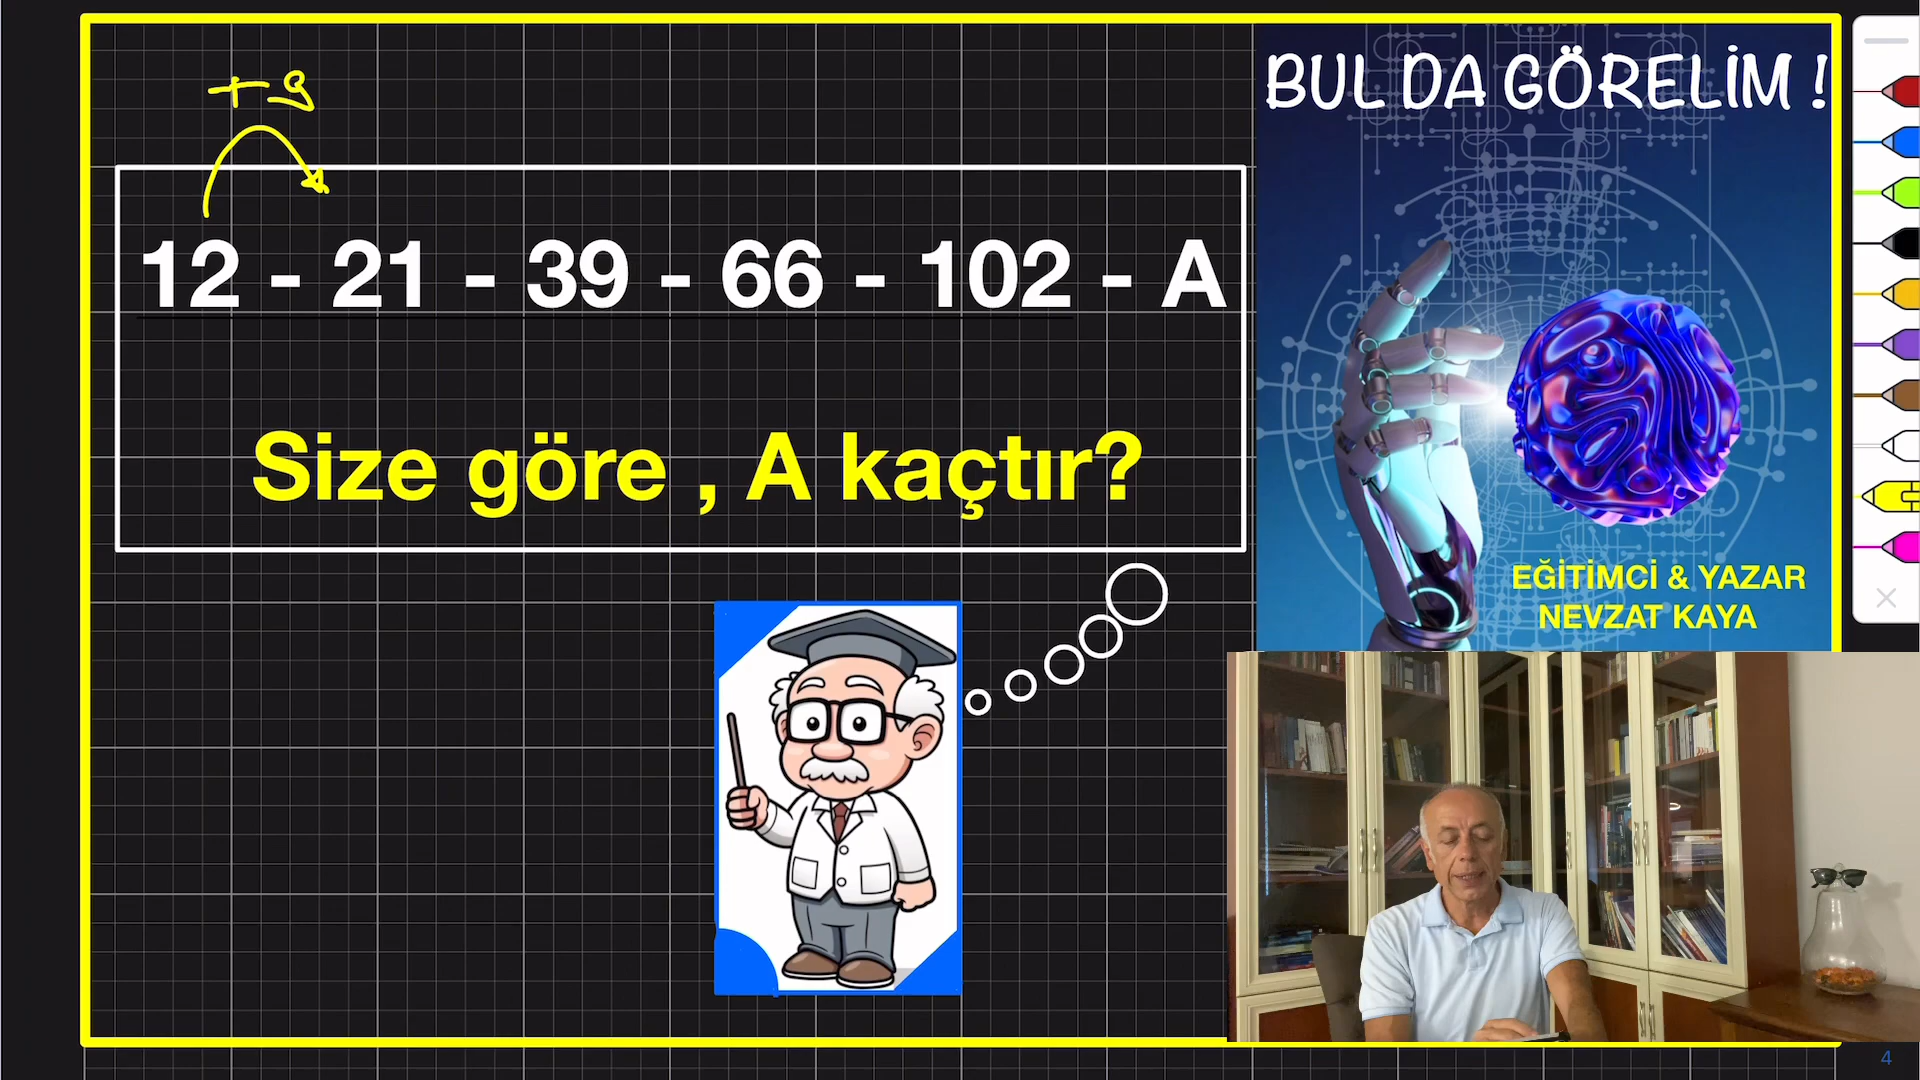 +9
12 - 21 - 39 - 66 - 102 - A
Size göre , A kaçtır?
BUL DA GÖRELİM !
EĞİTİMCİ & YAZAR
NEVZAT KAYA
4